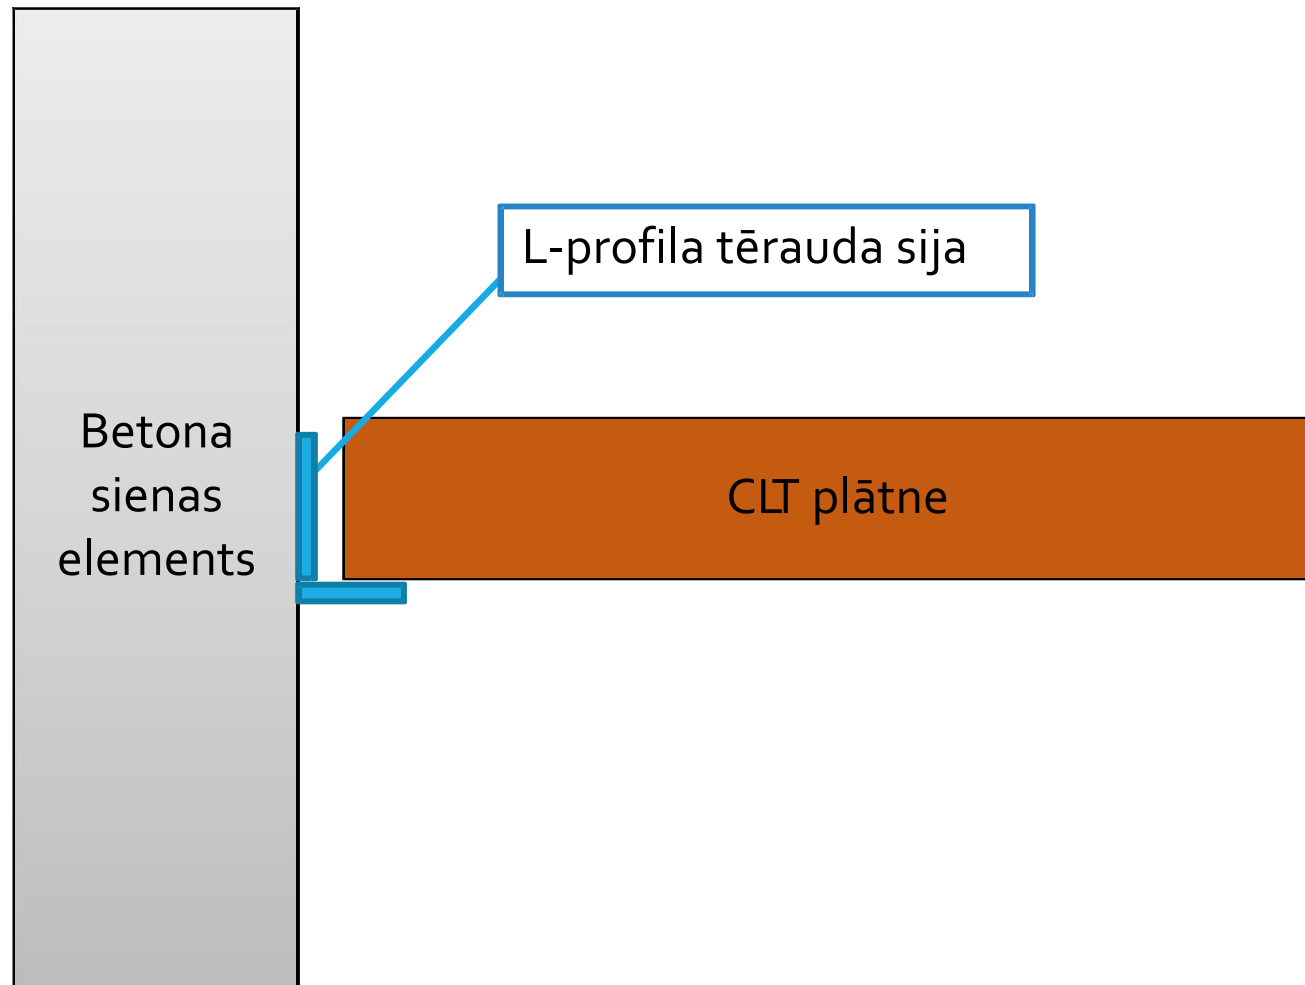 L-profila tērauda sija
Betona
sienas
elements
CLT plātne